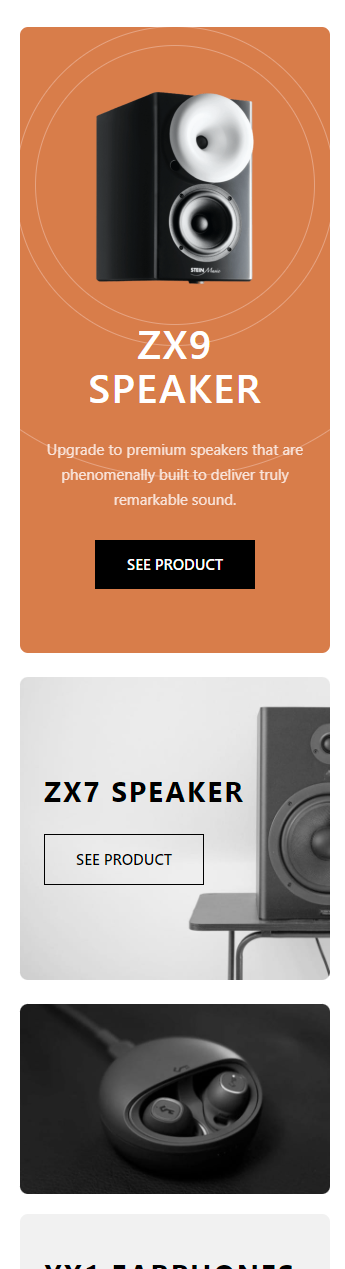 STEIN Music
ZX9
SPEAKER
Upgrade to premium speakers that are
phenomenally built to deliver truly
remarkable sound.
SEE PRODUCT
ZX7 SPEAKER
SEE PRODUCT